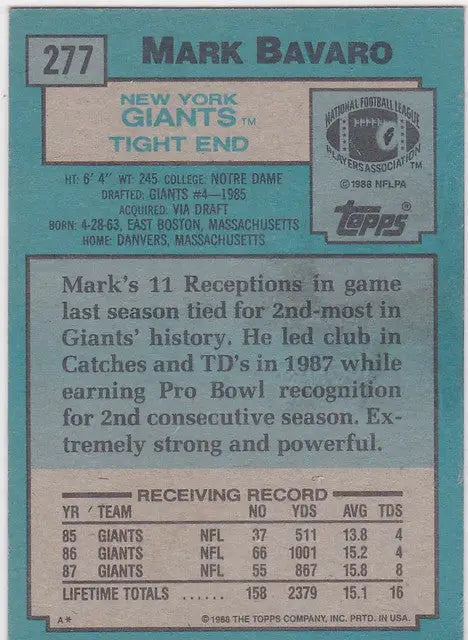 277
MARK BAVARO
NEW YORK
GIANTS™
TIGHT END
NATIONAL FOOTBALL LEAGUE
PLAYERS ASSOCIATION™
© 1988 NFLPA
topps®
HT: 6' 4" WT: 245 COLLEGE: NOTRE DAME
DRAFTED: GIANTS #4—1985
ACQUIRED: VIA DRAFT
BORN: 4-28-63, EAST BOSTON, MASSACHUSETTS
HOME: DANVERS, MASSACHUSETTS
Mark's 11 Receptions in game
last season tied for 2nd-most in
Giants' history. He led club in
Catches and TD's in 1987 while
earning Pro Bowl recognition
for 2nd consecutive season. Ex-
tremely strong and powerful.
RECEIVING RECORD
YR TEAM NO YDS AVG TDS
85 GIANTS NFL 37 511 13.8 4
86 GIANTS NFL 66 1001 15.2 4
87 GIANTS NFL 55 867 15.8 8
LIFETIME TOTALS ...... 158 2379 15.1 16
A* © 1988 THE TOPPS COMPANY, INC. PRTD. IN USA.